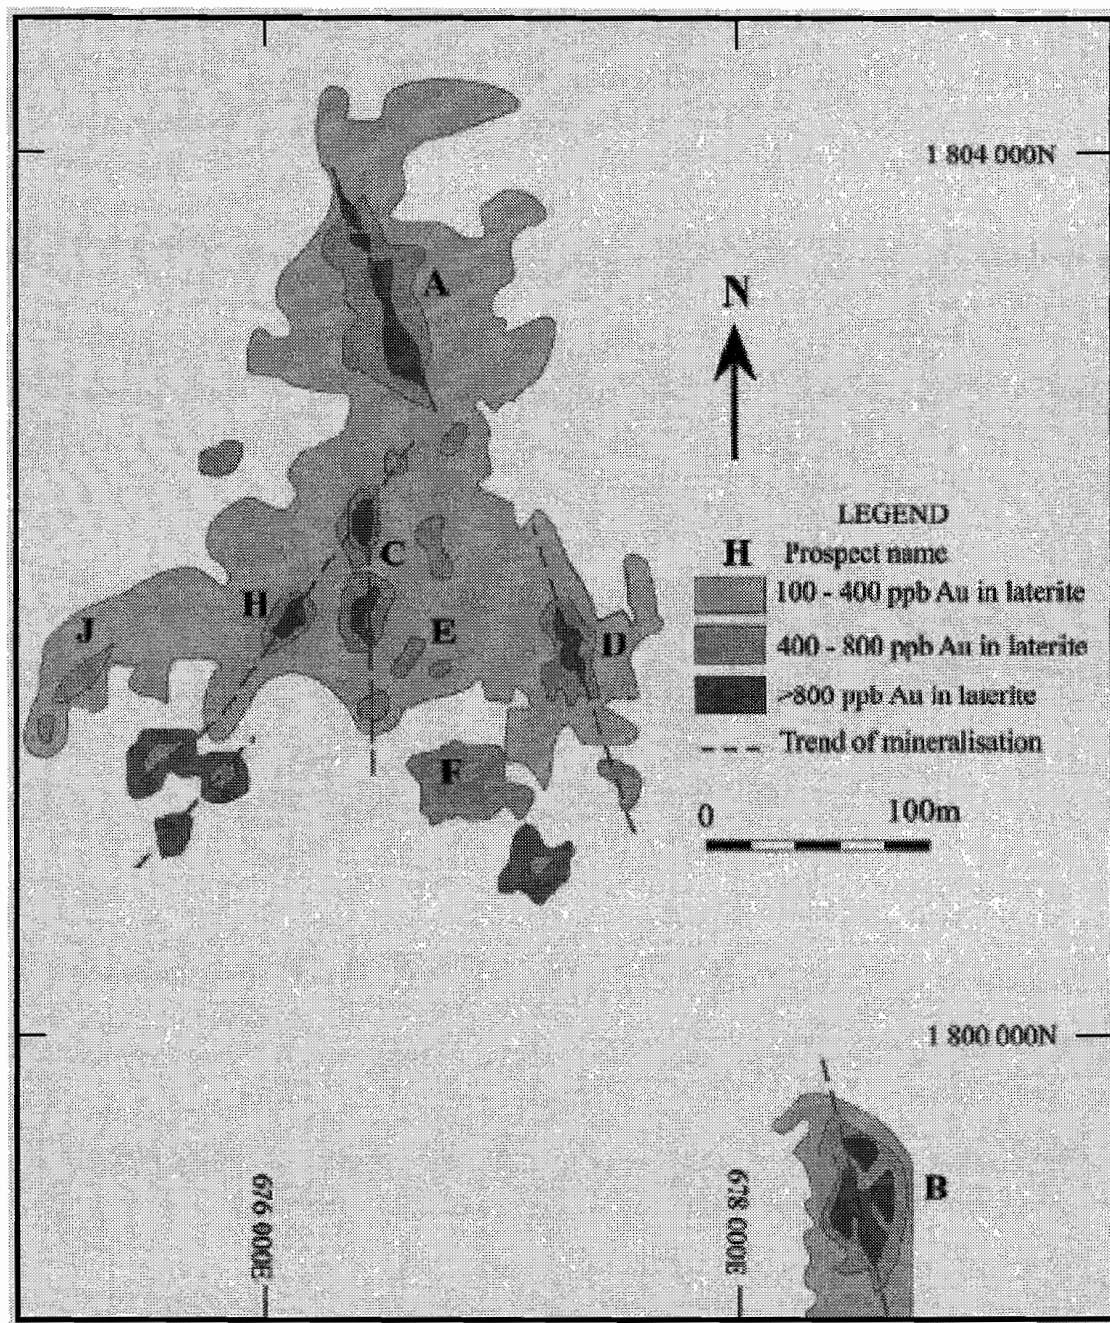 1 804 000N
A
N
LEGEND
H Prospect name
100 - 400 ppb Au in laterite
400 - 800 ppb Au in laterite
>800 ppb Au in laterite
Trend of mineralisation
C
H
J
E
D
F
0 100m
1 800 000N
B
676 000E
678 000E